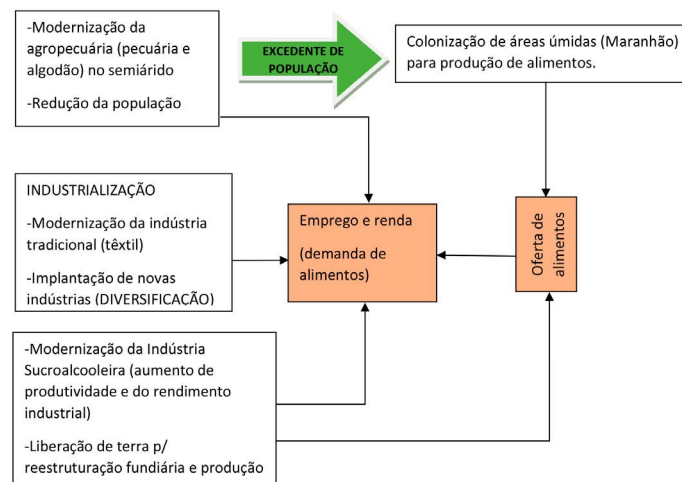 -Modernização da
agropecuária (pecuária e
algodão) no semiárido
-Redução da população
EXCEDENTE DE
POPULAÇÃO
Colonização de áreas úmidas (Maranhão)
para produção de alimentos.
INDUSTRIALIZAÇÃO
-Modernização da indústria
tradicional (têxtil)
-Implantação de novas
indústrias (DIVERSIFICAÇÃO)
Emprego e renda
(demanda de
alimentos)
Oferta de
alimentos
-Modernização da Indústria
Sucroalcooleira (aumento de
produtividade e do rendimento
industrial)
-Liberação de terra p/
reestruturação fundiária e produção